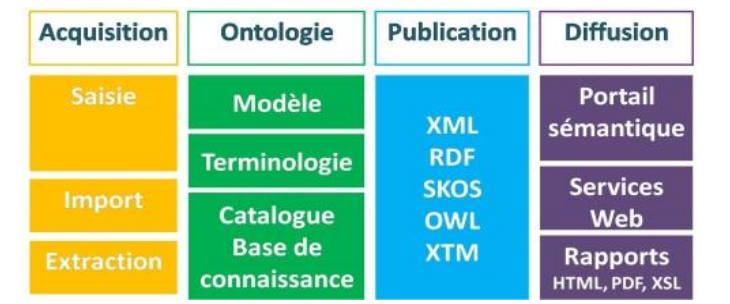 Acquisition
Ontologie
Publication
Diffusion
Saisie
Import
Extraction
Modèle
Terminologie
Catalogue
Base de
connaissance
XML
RDF
SKOS
OWL
XTM
Portail
sémantique
Services
Web
Rapports
HTML, PDF, XSL